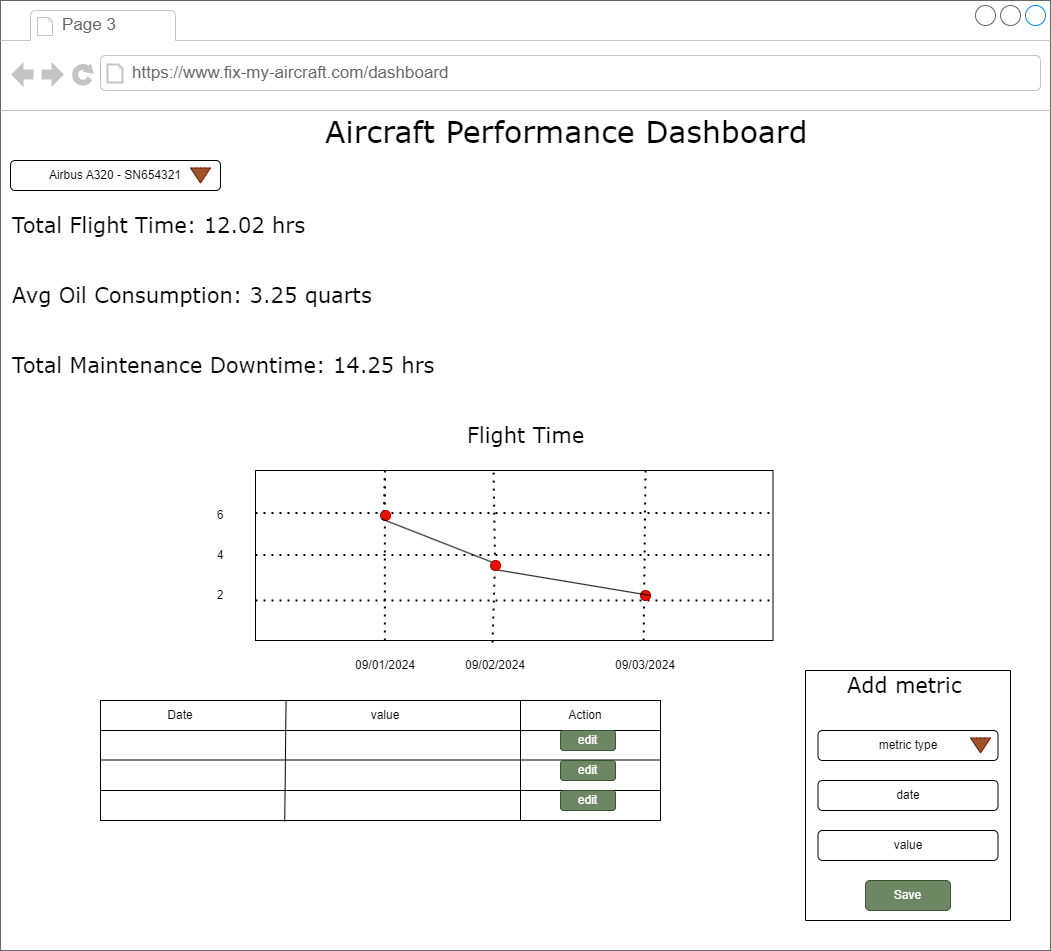 Page 3
https://www.fix-my-aircraft.com/dashboard
Aircraft Performance Dashboard
Airbus A320 - SN654321
Total Flight Time: 12.02 hrs
Avg Oil Consumption: 3.25 quarts
Total Maintenance Downtime: 14.25 hrs
Flight Time
6
4
2
09/01/2024 09/02/2024 09/03/2024
Date value Action
edit
edit
edit
Add metric
metric type
date
value
Save